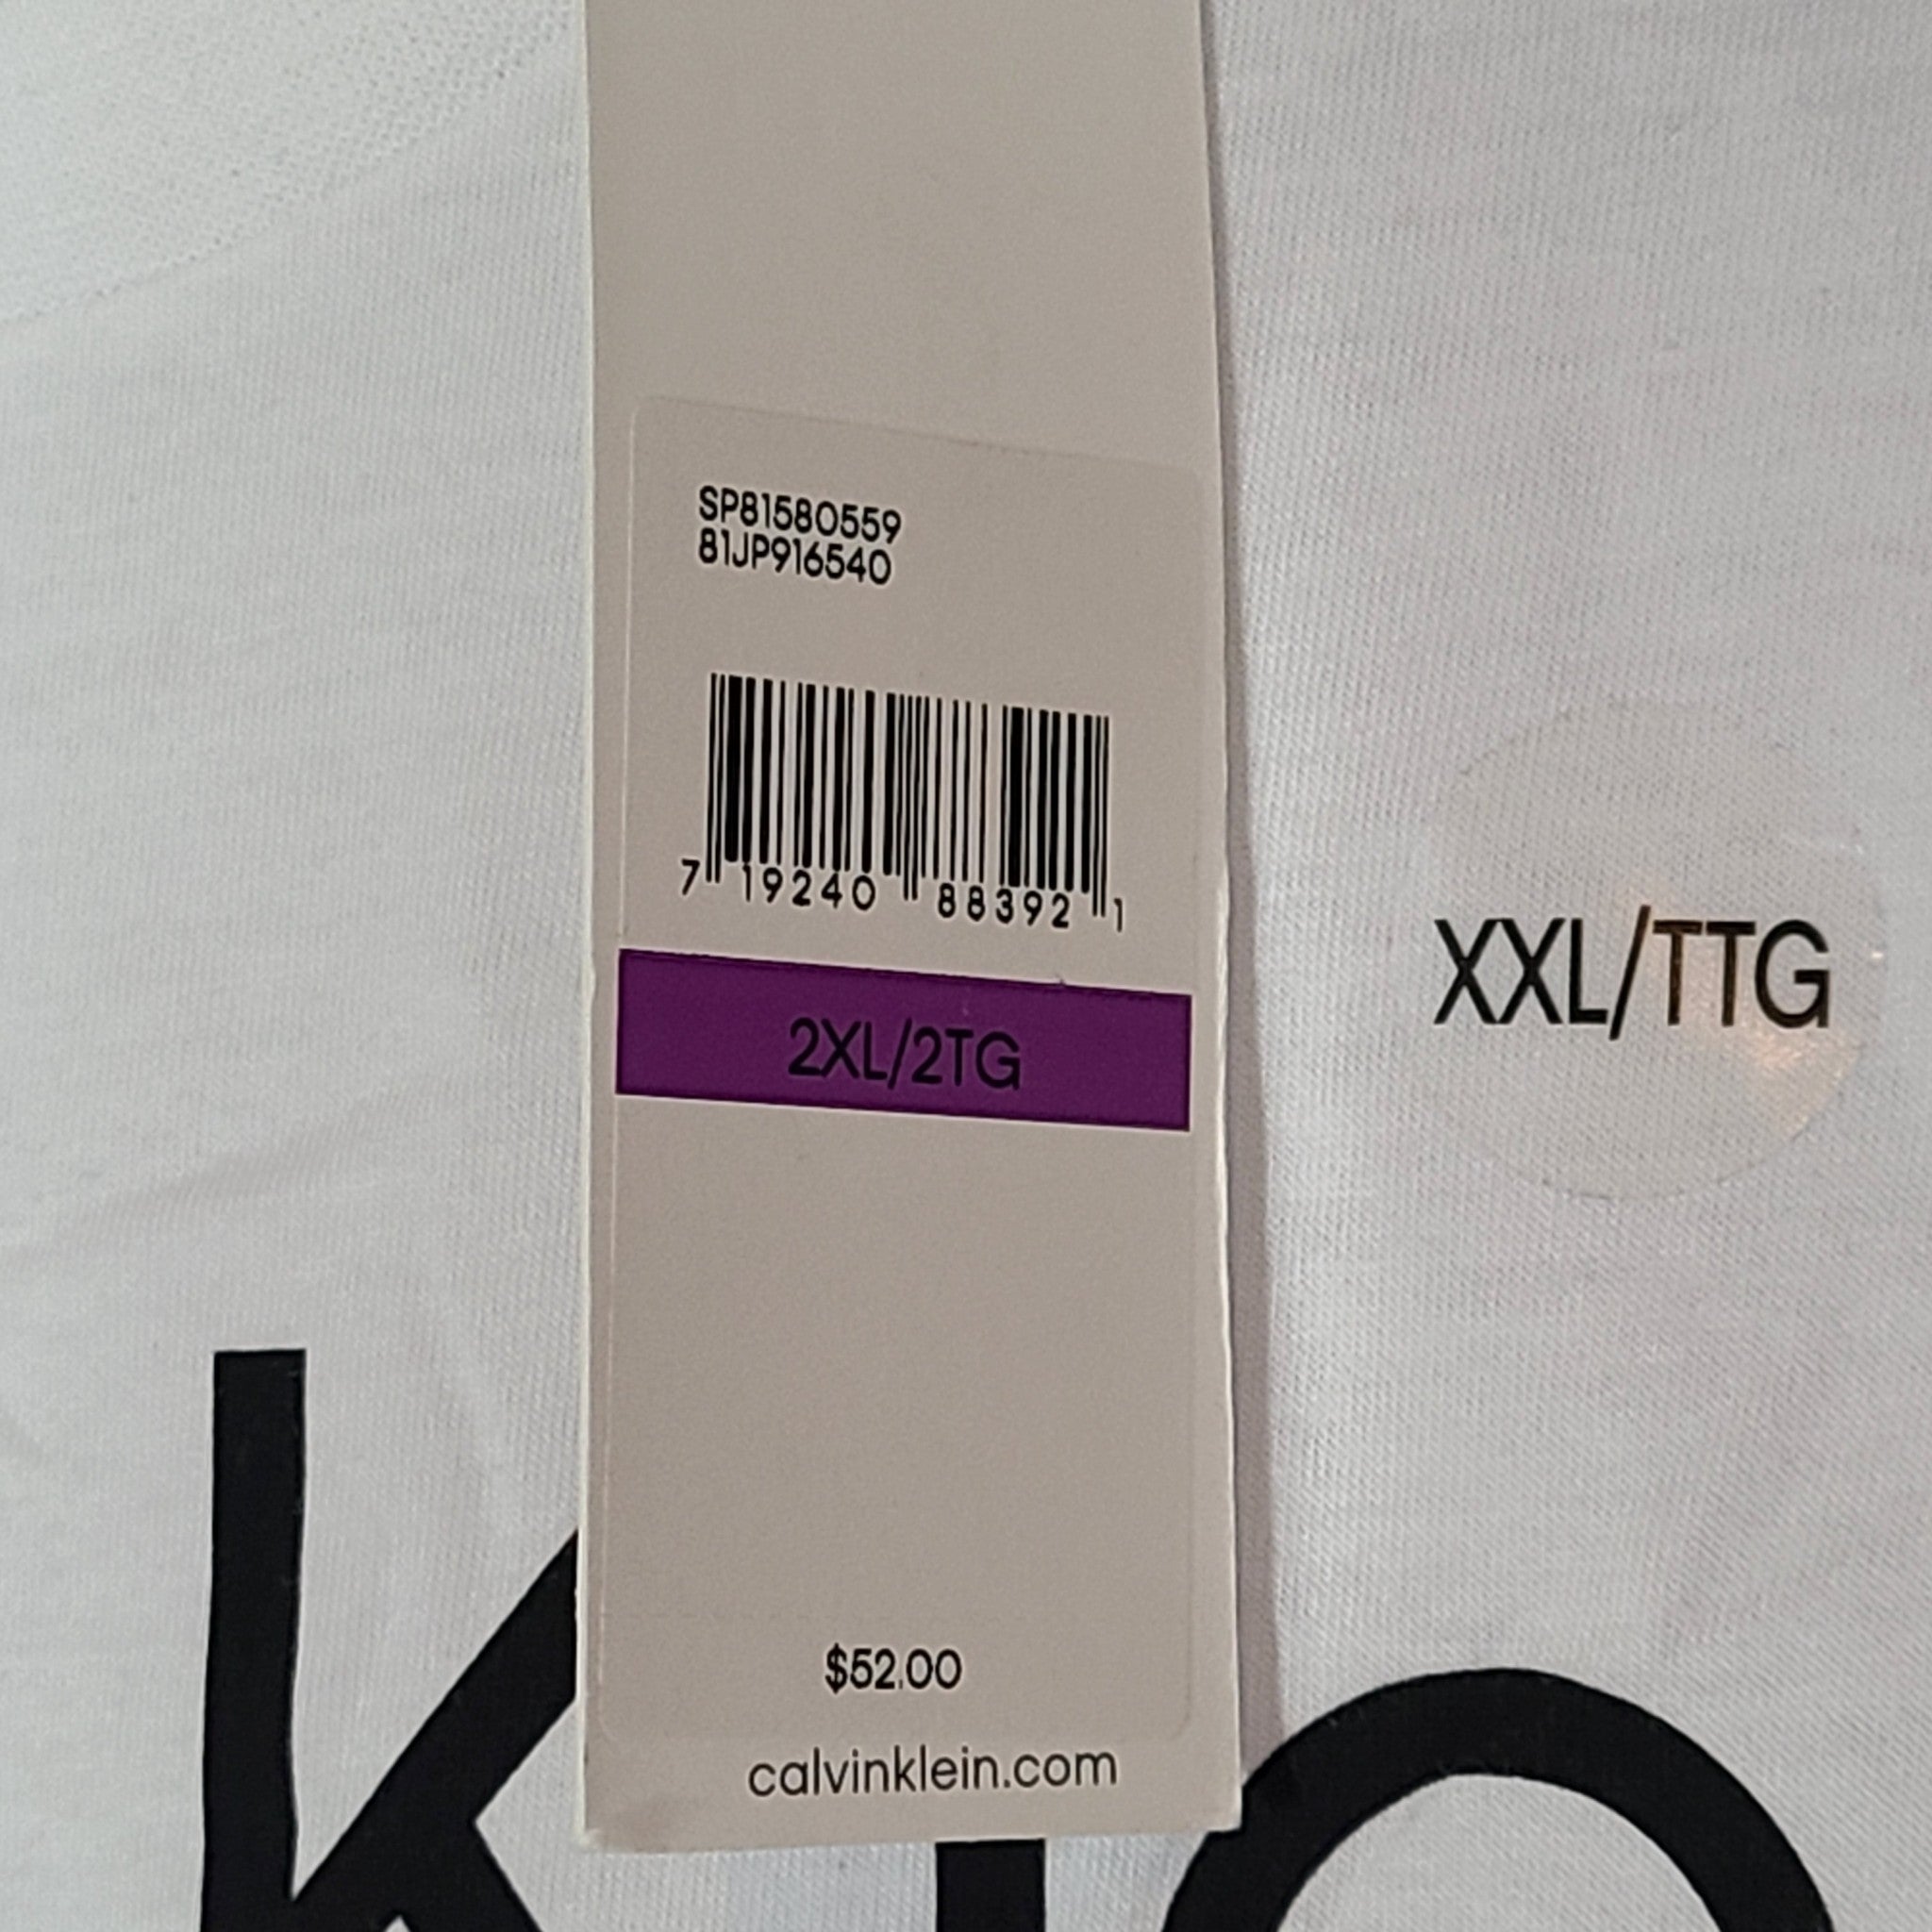 SP81580559
81JP916540
7 19240 88392 1
2XL/2TG
XXL/TTG
$52.00
calvinklein.com